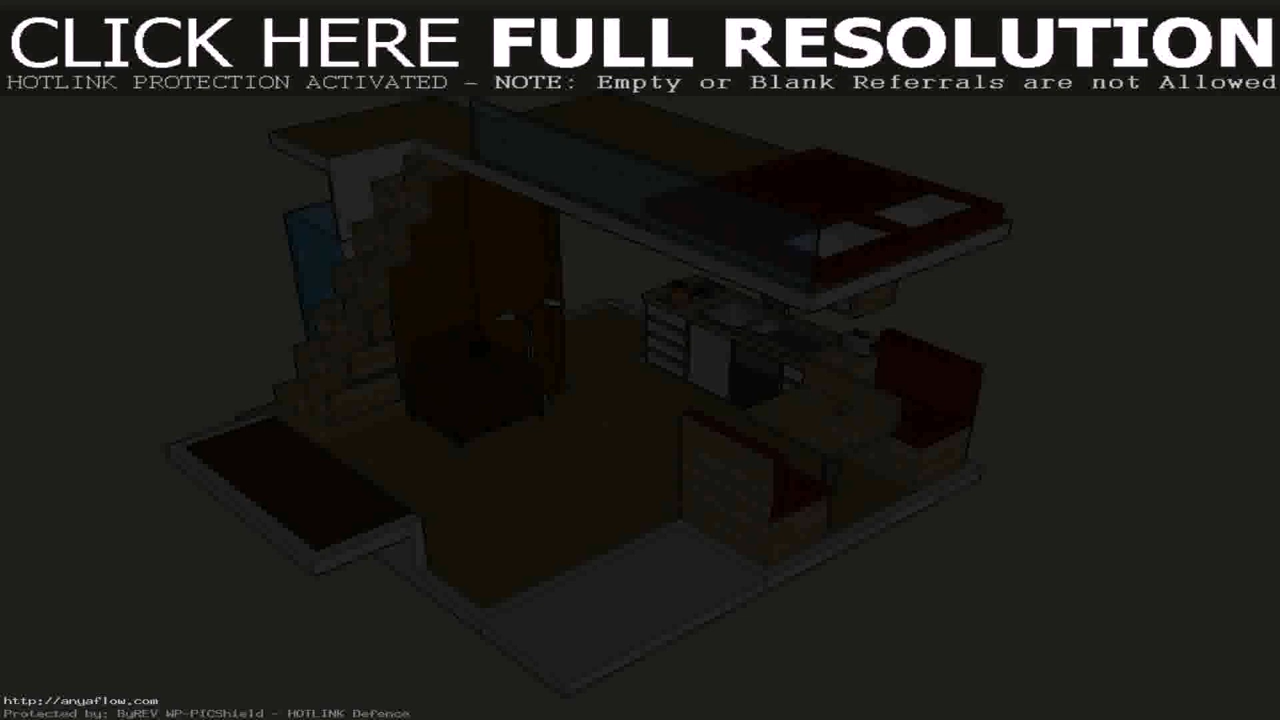 CLICK HERE FULL RESOLUTION
HOTLINK PROTECTION ACTIVATED - NOTE: Empty or Blank Referrals are not Allowed
http://anyaflow.com
Protected by: ByREV WP-PICShield - HOTLINK Defence